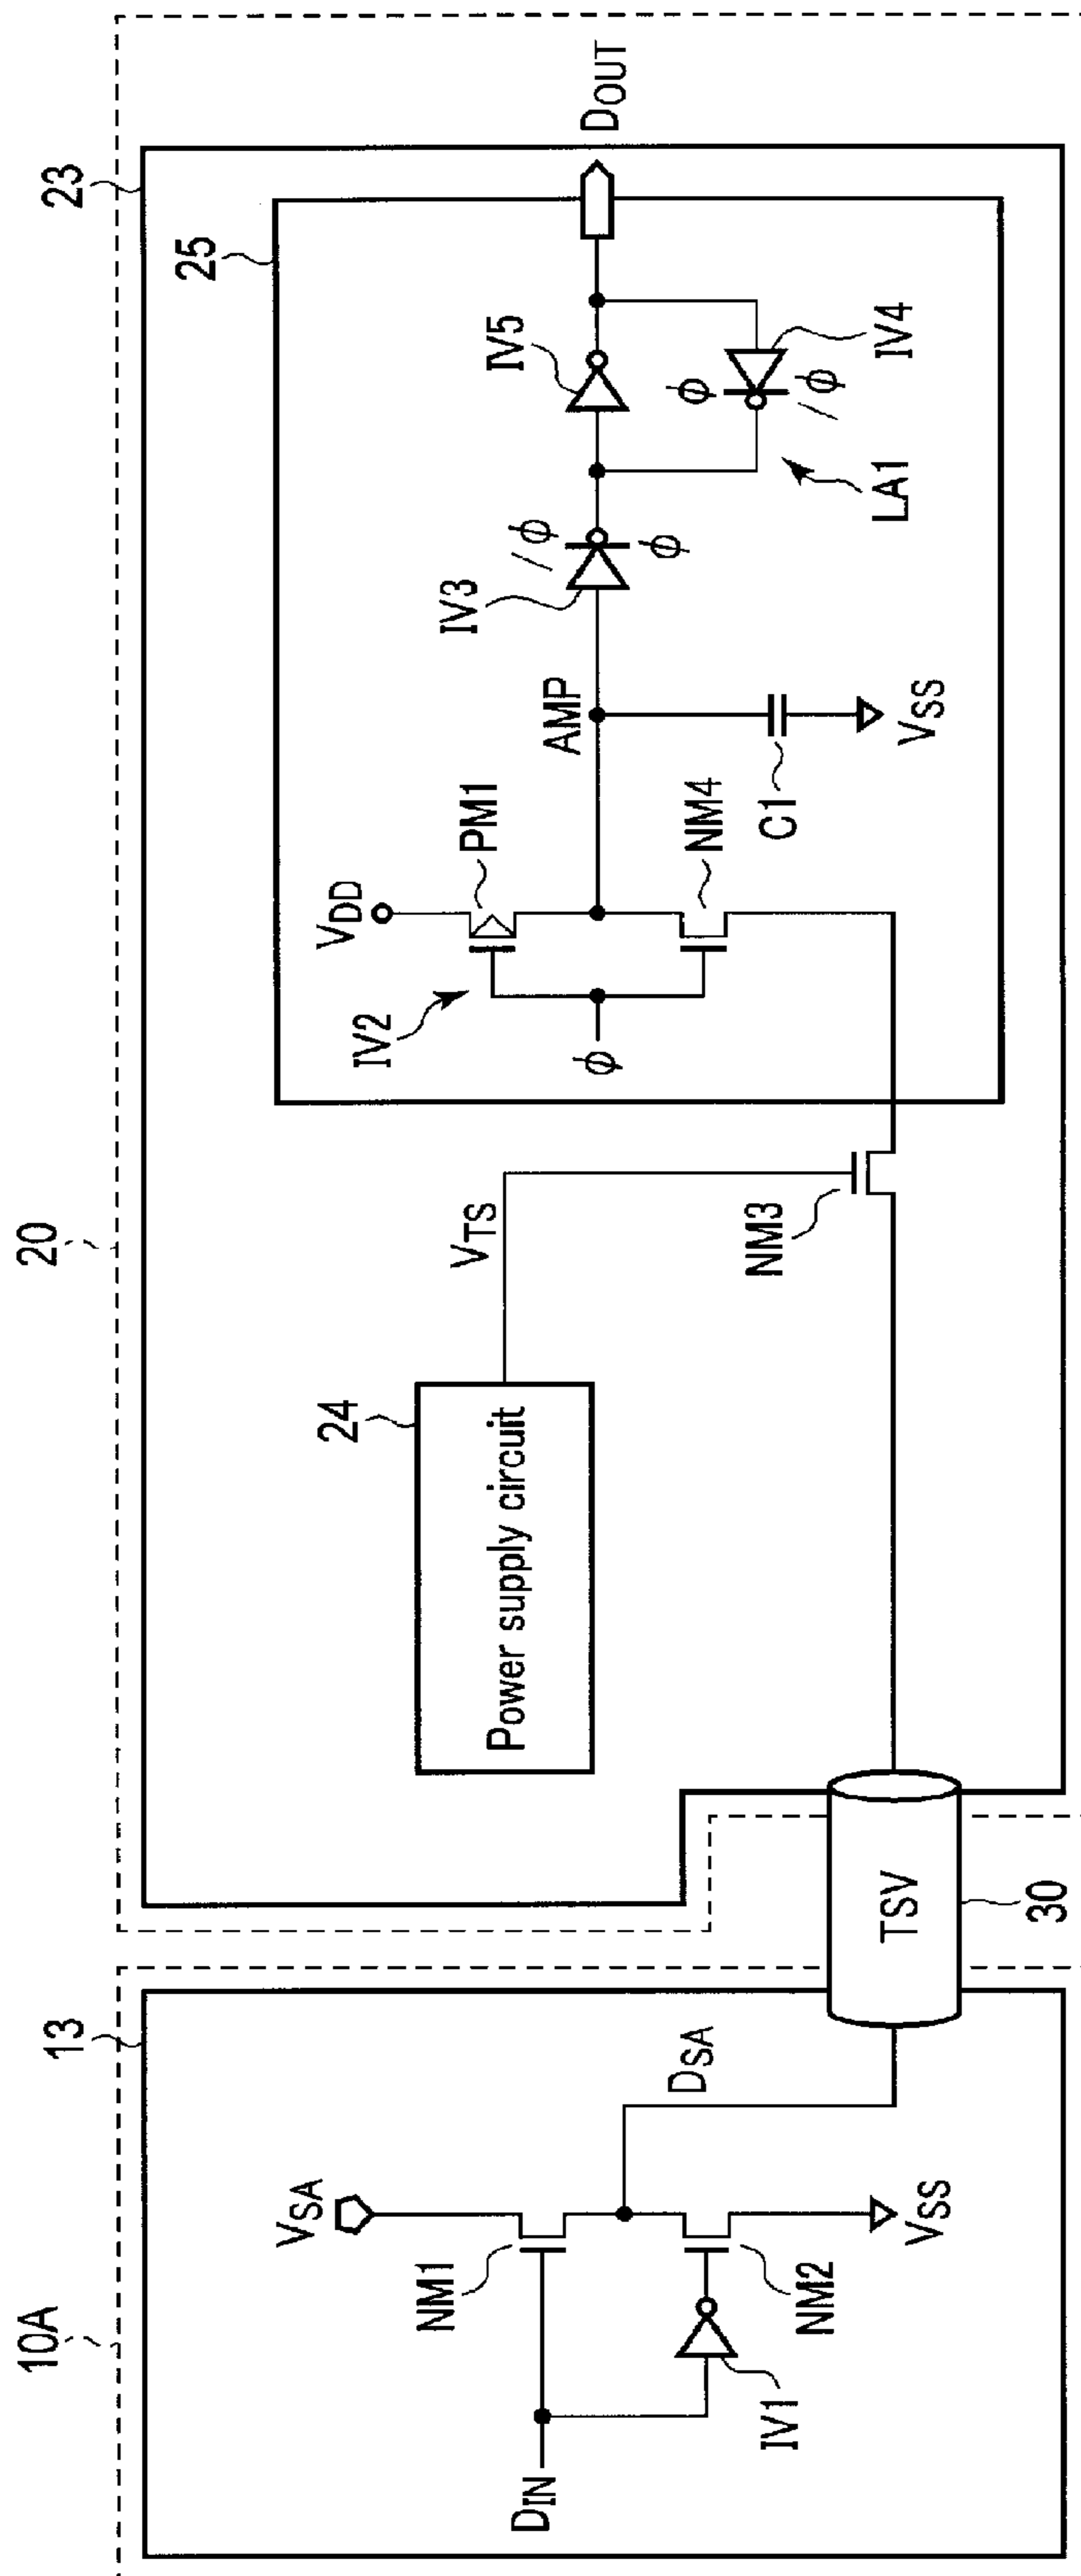 10A
13
VSA
NM1
DIN
IV1
NM2
VSS
DSA
TSV
30
20
23
24
Power supply circuit
VTS
NM3
25
VDD
IV2
PM1
ϕ
NM4
AMP
C1
VSS
IV3
/ϕ
ϕ
IV5
ϕ
/ϕ
IV4
LA1
DOUT